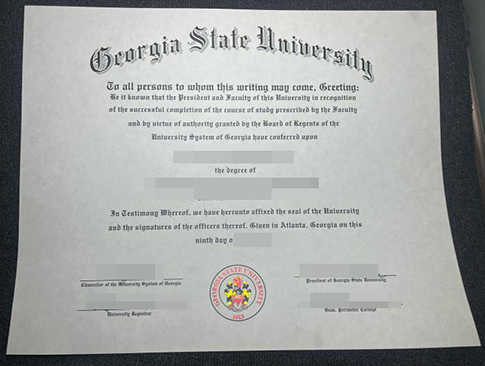 Georgia State University
To all persons to whom this writing may come, Greeting:
Be it known that the President and Faculty of this University in recognition
of the successful completion of the course of study prescribed by the Faculty
and by virtue of authority granted by the Board of Regents of the
University System of Georgia have conferred upon
the degree of
In Testimony Whereof, we have hereunto affixed the seal of the University
and the signatures of the officers thereof. Given in Atlanta, Georgia on this
ninth day o
Chancellor of the University System of Georgia
University Registrar
GEORGIA STATE UNIVERSITY
1913
President of Georgia State University
Dean, Perimeter College